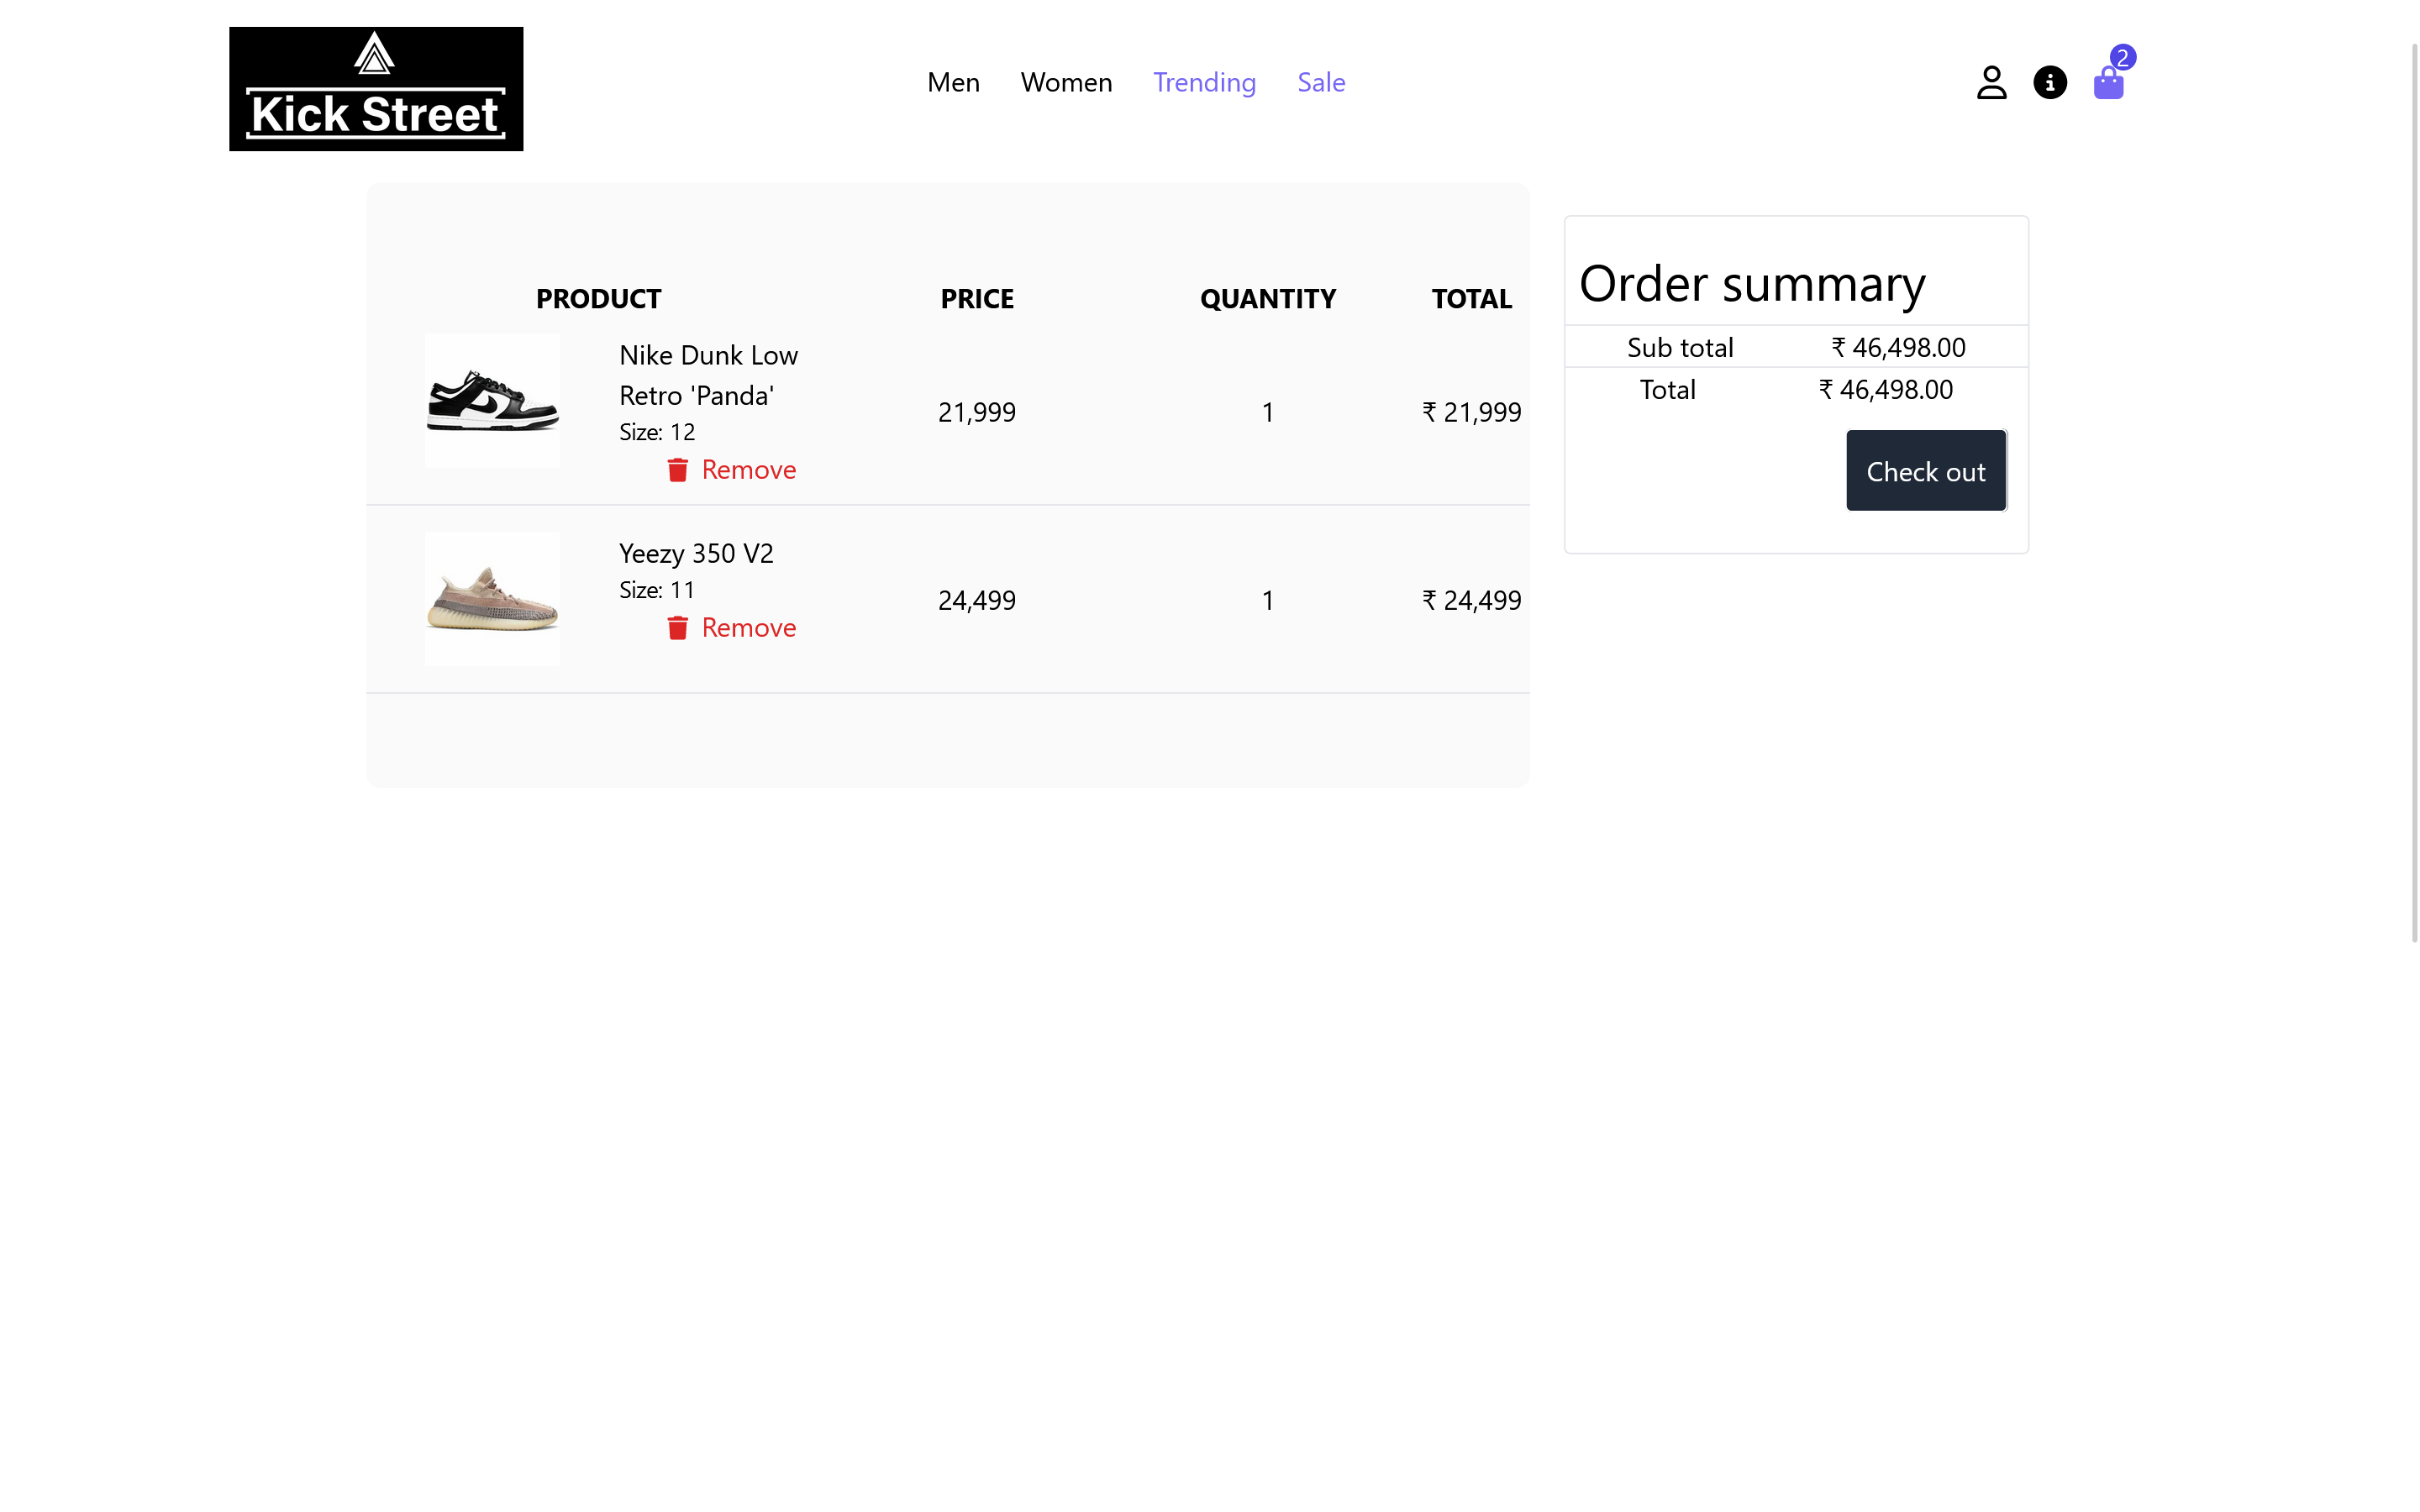 Kick Street
Men Women Trending Sale
2
PRODUCT PRICE QUANTITY TOTAL
Nike Dunk Low
Retro 'Panda'
Size: 12
Remove
21,999 1 ₹ 21,999
Yeezy 350 V2
Size: 11
Remove
24,499 1 ₹ 24,499
Order summary
Sub total ₹ 46,498.00
Total ₹ 46,498.00
Check out